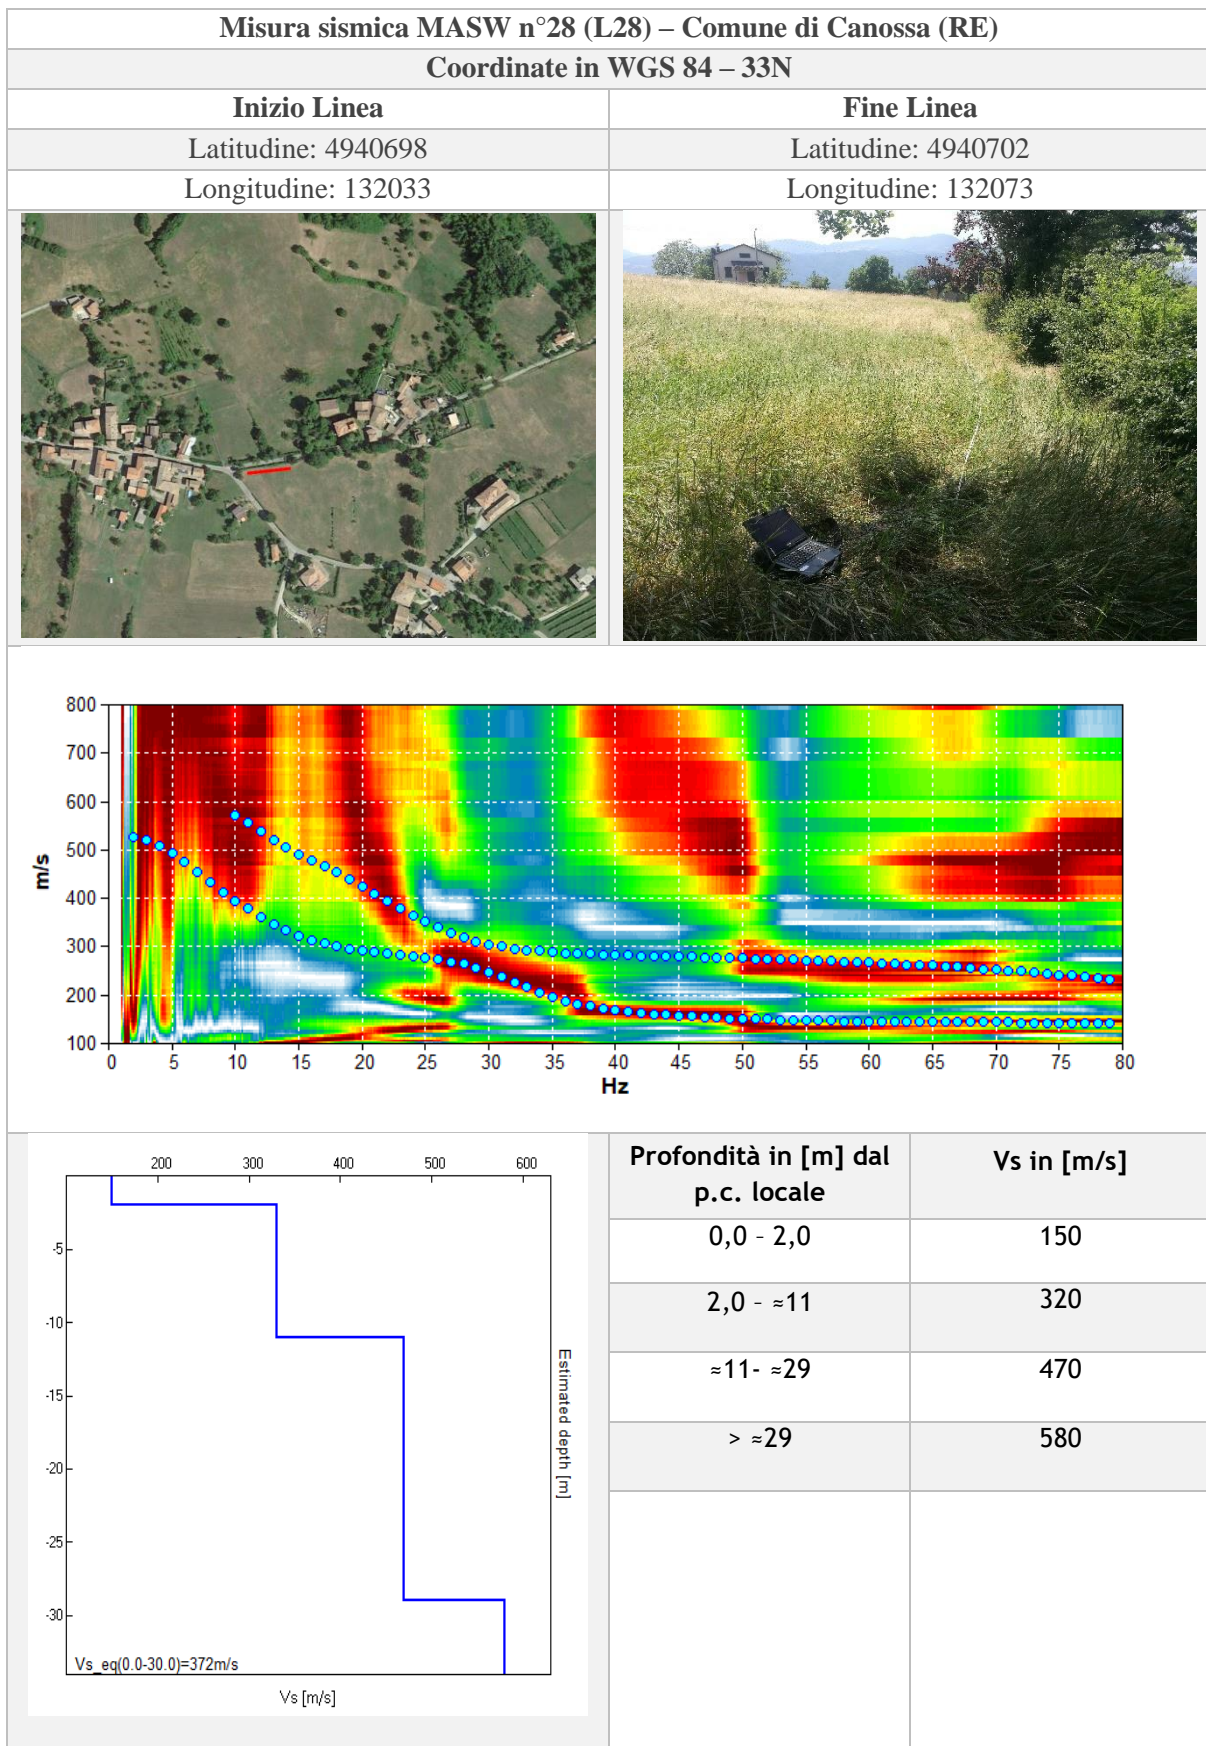 Misura sismica MASW n°28 (L28) – Comune di Canossa (RE)
Coordinate in WGS 84 – 33N
Inizio Linea
Fine Linea
Latitudine: 4940698
Latitudine: 4940702
Longitudine: 132033
Longitudine: 132073
800
700
600
500
400
300
200
100
m/s
0 5 10 15 20 25 30 35 40 45 50 55 60 65 70 75 80
Hz
200 300 400 500 600
-5
-10
-15
-20
-25
-30
Estimated depth [m]
Vs_eq(0.0-30.0)=372m/s
Vs [m/s]
Profondità in [m] dal
p.c. locale
Vs in [m/s]
0,0 – 2,0
150
2,0 – ≈11
320
≈11- ≈29
470
> ≈29
580